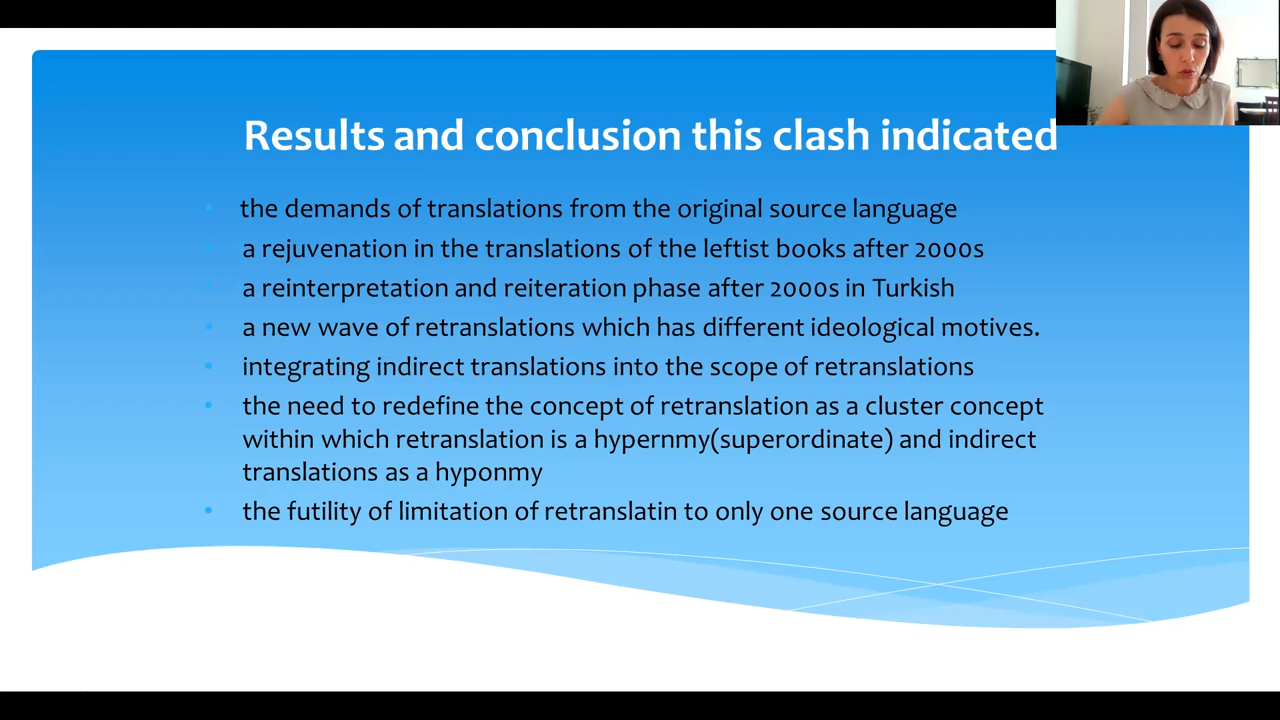 Results and conclusion this clash indicated
the demands of translations from the original source language
a rejuvenation in the translations of the leftist books after 2000s
a reinterpretation and reiteration phase after 2000s in Turkish
a new wave of retranslations which has different ideological motives.
integrating indirect translations into the scope of retranslations
the need to redefine the concept of retranslation as a cluster concept
within which retranslation is a hypernmy(superordinate) and indirect
translations as a hyponmy
the futility of limitation of retranslatin to only one source language